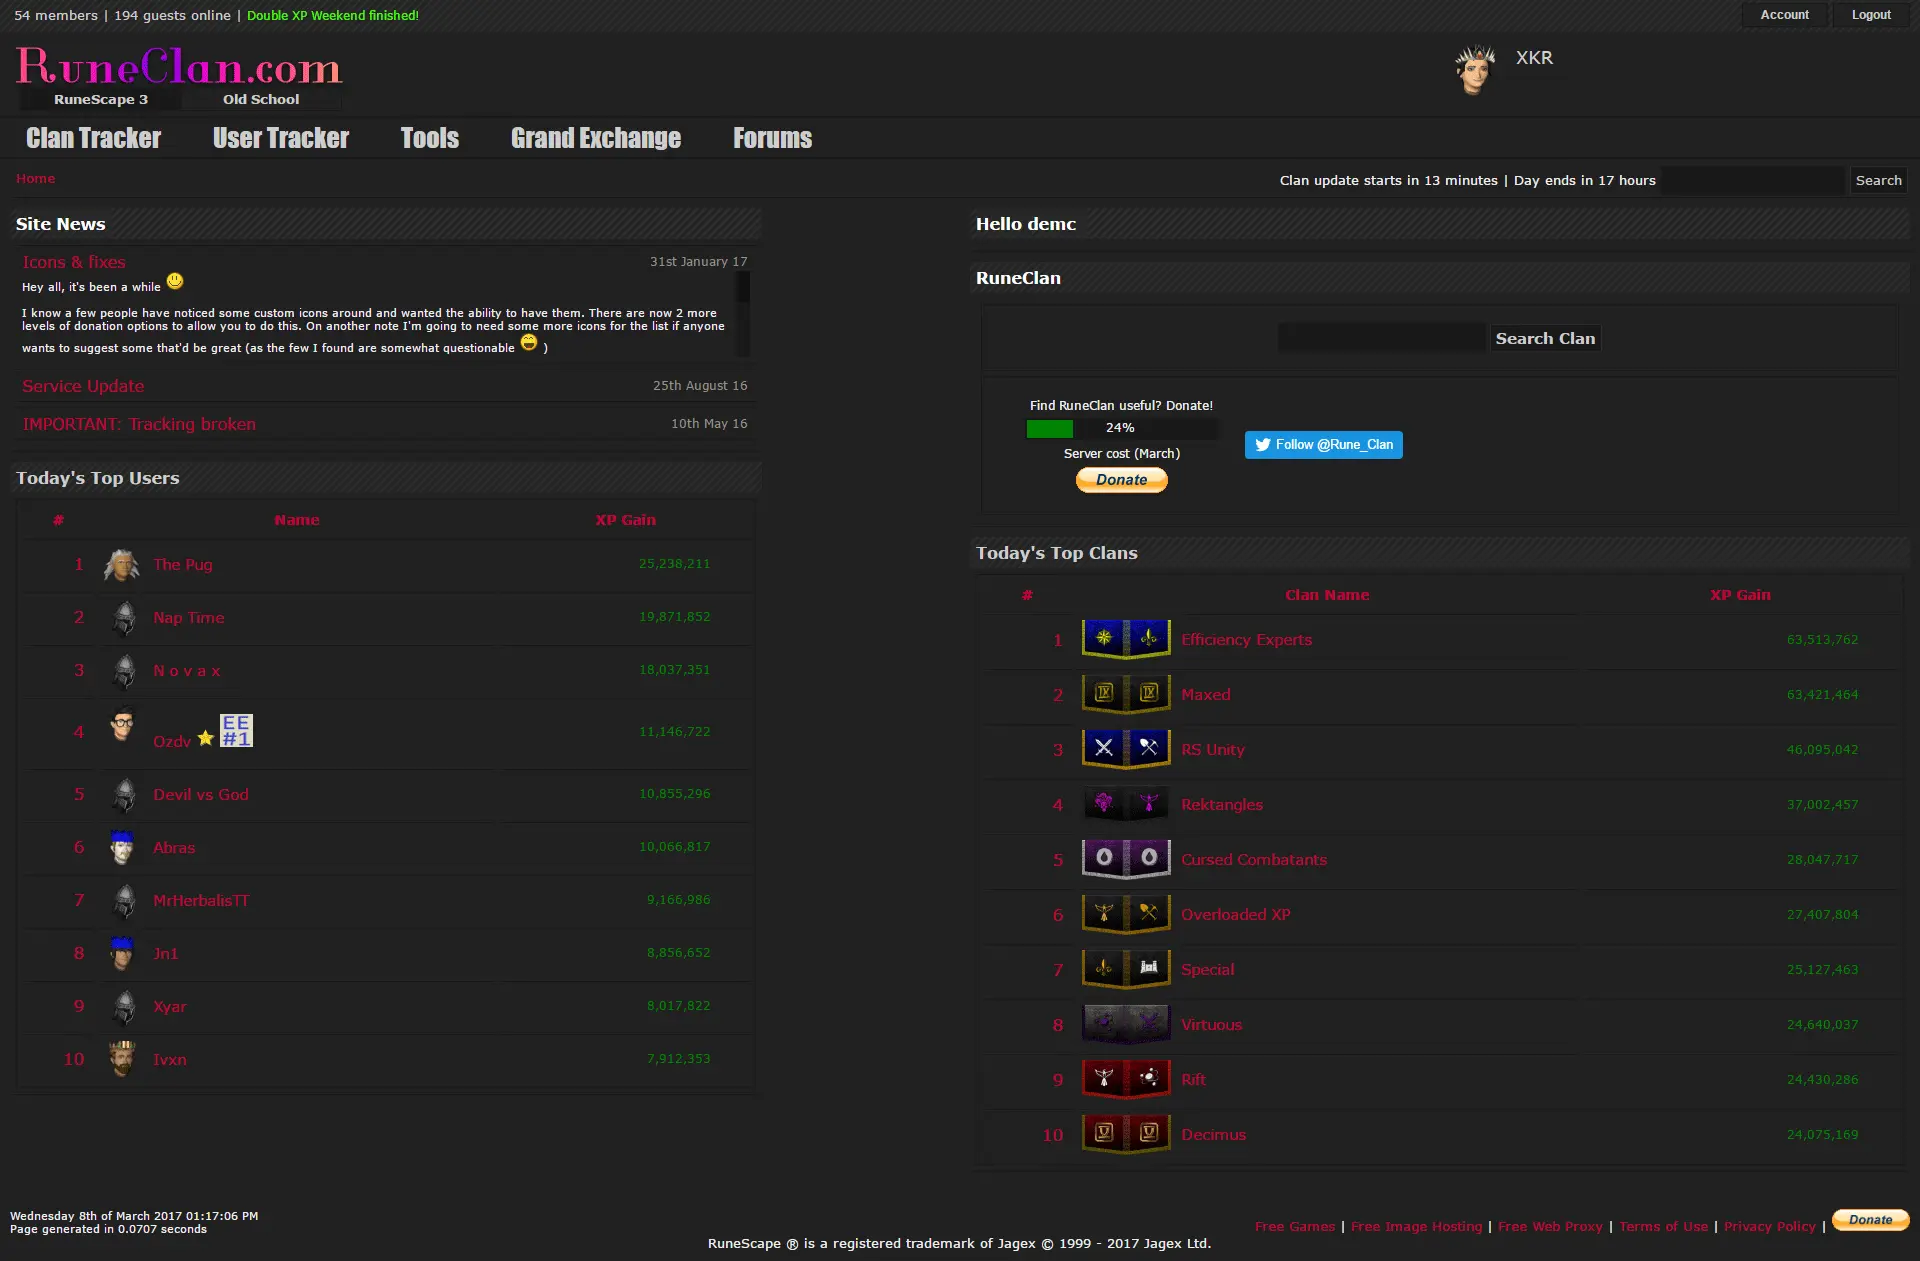 54 members | 194 guests online | Double XP Weekend finished!
Account
Logout
RuneClan.com
XKR
RuneScape 3
Old School
Clan Tracker
User Tracker
Tools
Grand Exchange
Forums
Home
Clan update starts in 13 minutes | Day ends in 17 hours
Search
Site News
Icons & fixes
31st January 17
Hey all, it's been a while
I know a few people have noticed some custom icons around and wanted the ability to have them. There are now 2 more
levels of donation options to allow you to do this. On another note I'm going to need some more icons for the list if anyone
wants to suggest some that'd be great (as the few I found are somewhat questionable )
Service Update
25th August 16
IMPORTANT: Tracking broken
10th May 16
Today's Top Users
# Name XP Gain
1 The Pug 25,238,211
2 Nap Time 19,871,852
3 N o v a x 18,037,351
4 Ozdv EE #1 11,146,722
5 Devil vs God 10,855,296
6 Abras 10,066,817
7 MrHerbalisTT 9,166,986
8 Jn1 8,856,652
9 Xyar 8,017,822
10 Ivxn 7,912,353
Hello demc
RuneClan
Search Clan
Find RuneClan useful? Donate!
24%
Server cost (March)
Donate
Follow @Rune_Clan
Today's Top Clans
# Clan Name XP Gain
1 Efficiency Experts 63,513,762
2 IX IX Maxed 63,421,464
3 RS Unity 46,095,042
4 Rektangles 37,002,457
5 Cursed Combatants 28,047,717
6 Overloaded XP 27,407,804
7 Special 25,127,463
8 Virtuous 24,640,037
9 Rift 24,430,286
10 Decimus 24,075,169
Wednesday 8th of March 2017 01:17:06 PM
Page generated in 0.0707 seconds
Free Games | Free Image Hosting | Free Web Proxy | Terms of Use | Privacy Policy | Donate
RuneScape ® is a registered trademark of Jagex © 1999 - 2017 Jagex Ltd.